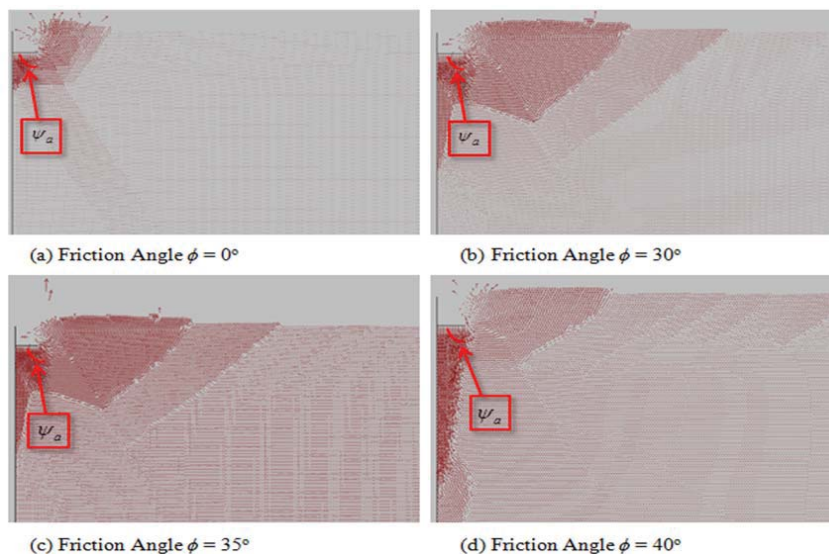 ψa
ψa
(a) Friction Angle ϕ = 0°
(b) Friction Angle ϕ = 30°
ψa
ψa
(c) Friction Angle ϕ = 35°
(d) Friction Angle ϕ = 40°